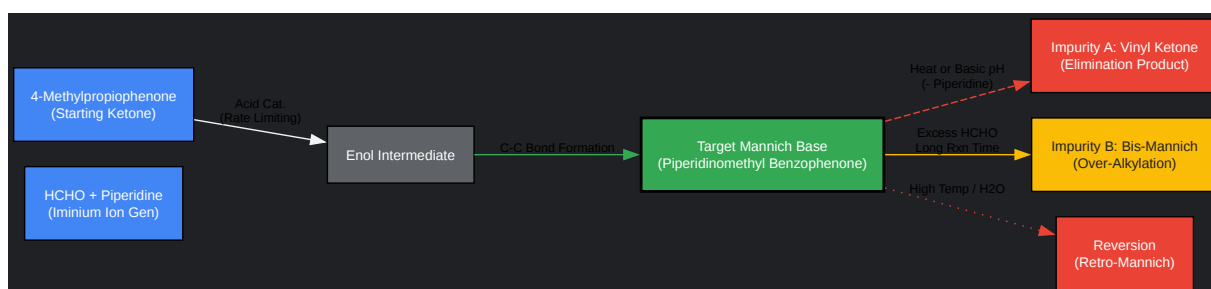 4-Methylpropiophenone
(Starting Ketone)
HCHO + Piperidine
(Iminium Ion Gen)
Acid Cat.
(Rate Limiting)
Enol Intermediate
C-C Bond Formation
Target Mannich Base
(Piperidinomethyl Benzophenone)
Heat or Basic pH
(- Piperidine)
Excess HCHO
Long Rxn Time
High Temp / H2O
Impurity A: Vinyl Ketone
(Elimination Product)
Impurity B: Bis-Mannich
(Over-Alkylation)
Reversion
(Retro-Mannich)